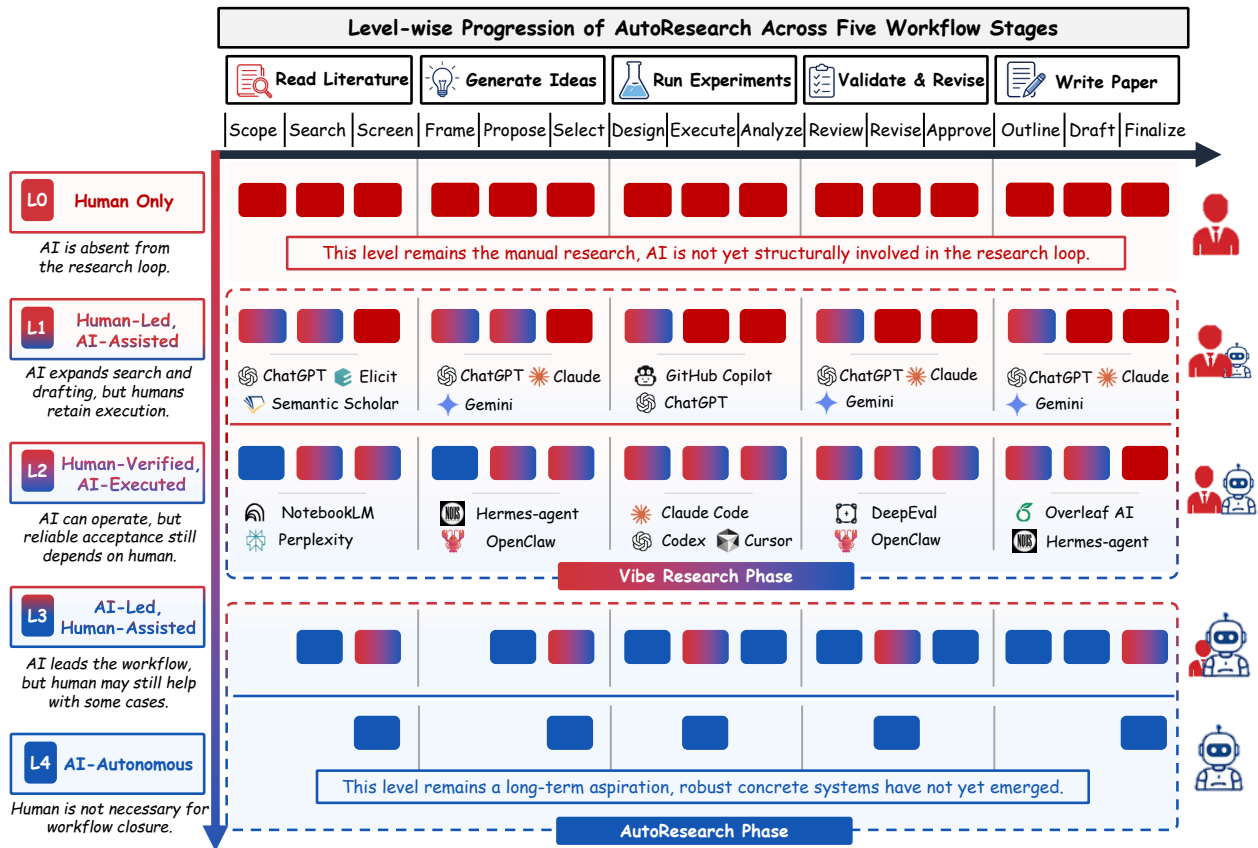 Level-wise Progression of AutoResearch Across Five Workflow Stages
Read Literature
Generate Ideas
Run Experiments
Validate & Revise
Write Paper
Scope
Search
Screen
Frame
Propose
Select
Design
Execute
Analyze
Review
Revise
Approve
Outline
Draft
Finalize
L0
Human Only
AI is absent from
the research loop.
This level remains the manual research, AI is not yet structurally involved in the research loop.
L1
Human-Led,
AI-Assisted
AI expands search and
drafting, but humans
retain execution.
ChatGPT
Elicit
Semantic Scholar
ChatGPT
Claude
Gemini
GitHub Copilot
ChatGPT
ChatGPT
Claude
Gemini
ChatGPT
Claude
Gemini
L2
Human-Verified,
AI-Executed
AI can operate, but
reliable acceptance still
depends on human.
NotebookLM
Perplexity
NOUS
Hermes-agent
OpenClaw
Claude Code
Codex
Cursor
DeepEval
OpenClaw
Overleaf AI
NOUS
Hermes-agent
Vibe Research Phase
L3
AI-Led,
Human-Assisted
AI leads the workflow,
but human may still help
with some cases.
L4
AI-Autonomous
Human is not necessary for
workflow closure.
This level remains a long-term aspiration, robust concrete systems have not yet emerged.
AutoResearch Phase